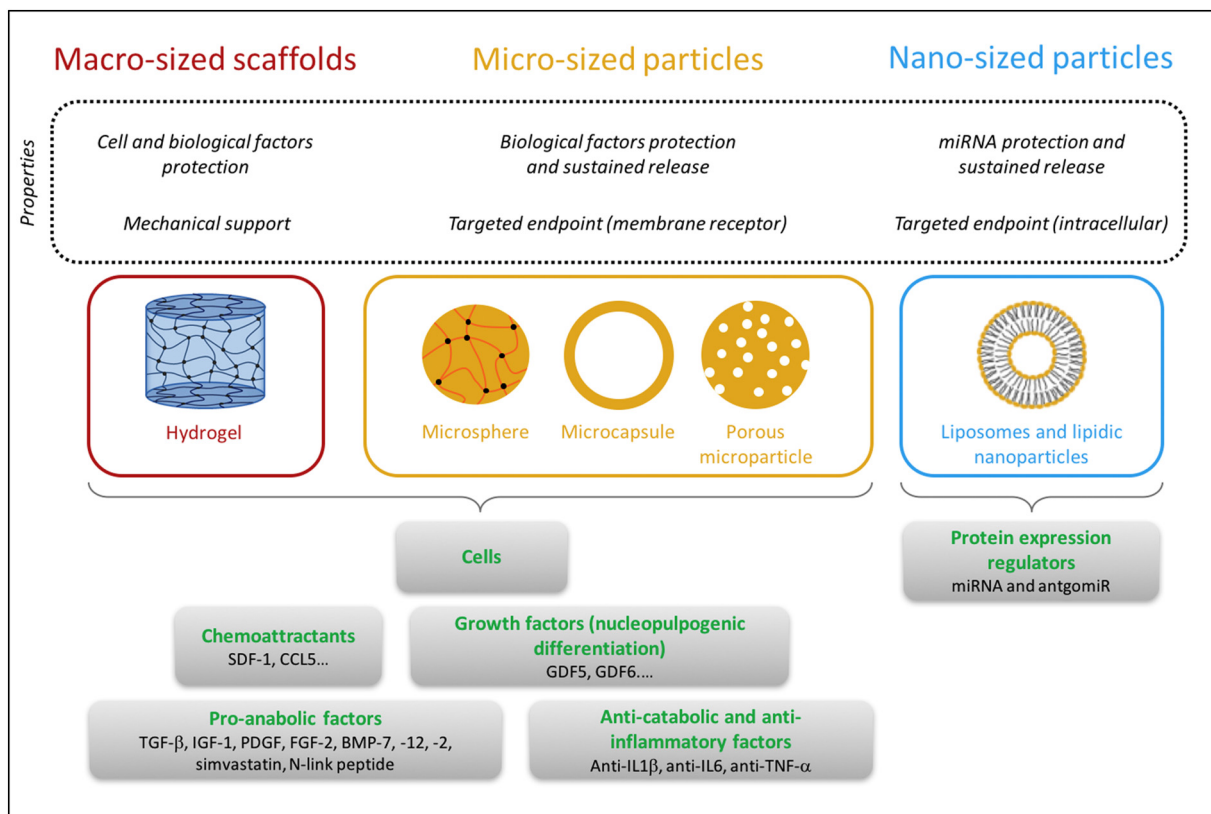 Macro-sized scaffolds
Micro-sized particles
Nano-sized particles
Properties
Cell and biological factors
protection
Biological factors protection
and sustained release
miRNA protection and
sustained release
Mechanical support
Targeted endpoint (membrane receptor)
Targeted endpoint (intracellular)
Hydrogel
Microsphere
Microcapsule
Porous
microparticle
Liposomes and lipidic
nanoparticles
Cells
Protein expression
regulators
miRNA and antgomiR
Chemoattractants
SDF-1, CCL5...
Growth factors (nucleopulpogenic
differentiation)
GDF5, GDF6....
Pro-anabolic factors
TGF-β, IGF-1, PDGF, FGF-2, BMP-7, -12, -2,
simvastatin, N-link peptide
Anti-catabolic and anti-
inflammatory factors
Anti-IL1β, anti-IL6, anti-TNF-α